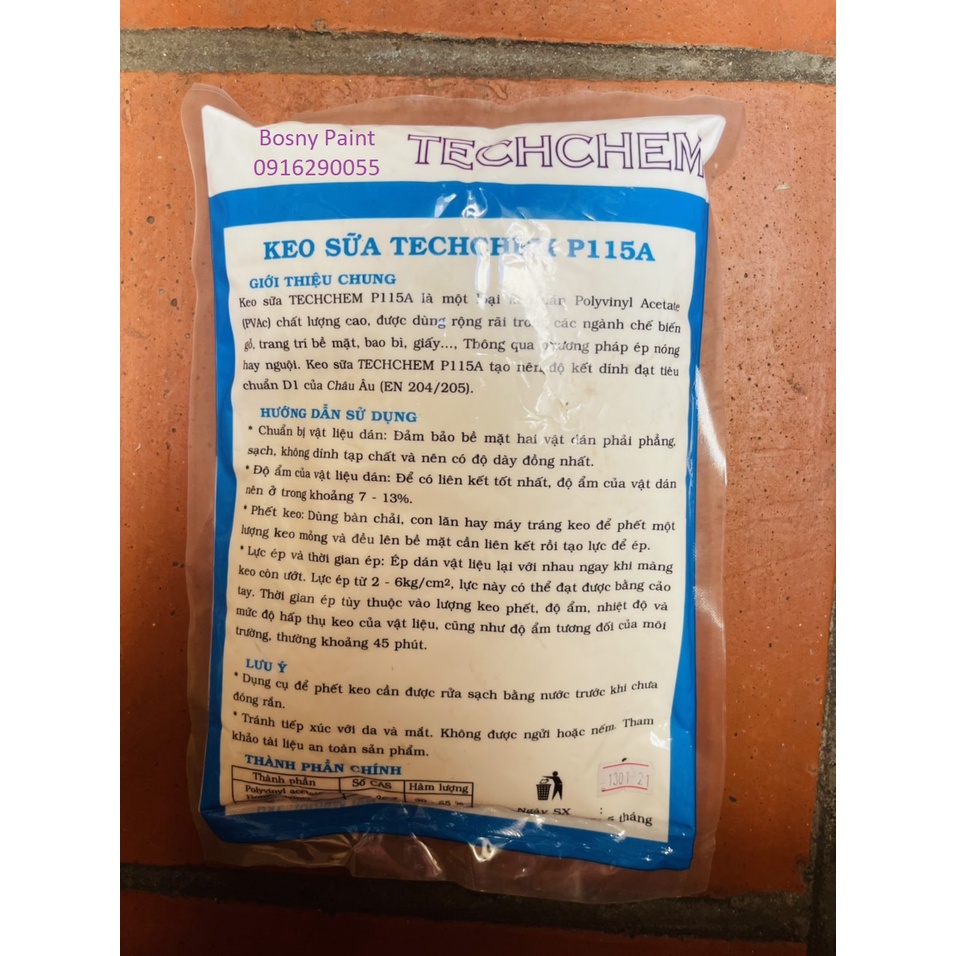 Bosny Paint
0916290055
TECHCHEM
KEO SỮA TECHCHEM P115A
GIỚI THIỆU CHUNG
Keo sữa TECHCHEM P115A là một loại keo dán Polyvinyl Acetate
(PVAc) chất lượng cao, được dùng rộng rãi trong các ngành chế biến
gỗ, trang trí bề mặt, bao bì, giấy..., Thông qua phương pháp ép nóng
hay nguội. Keo sữa TECHCHEM P115A tạo nên độ kết dính đạt tiêu
chuẩn D1 của Châu Âu (EN 204/205).
HƯỚNG DẪN SỬ DỤNG
* Chuẩn bị vật liệu dán: Đảm bảo bề mặt hai vật dán phải phẳng,
sạch, không dính tạp chất và nên có độ dày đồng nhất.
* Độ ẩm của vật liệu dán: Để có liên kết tốt nhất, độ ẩm của vật dán
nên ở trong khoảng 7 - 13%.
* Phết keo: Dùng bàn chải, con lăn hay máy tráng keo để phết một
lượng keo mỏng và đều lên bề mặt cần liên kết rồi tạo lực để ép.
* Lực ép và thời gian ép: Ép dán vật liệu lại với nhau ngay khi màng
keo còn ướt. Lực ép từ 2 - 6kg/cm², lực này có thể đạt được bằng cảo
tay. Thời gian ép tùy thuộc vào lượng keo phết, độ ẩm, nhiệt độ và
mức độ hấp thụ keo của vật liệu, cũng như độ ẩm tương đối của môi
trường, thường khoảng 45 phút.
LƯU Ý
* Dụng cụ để phết keo cần được rửa sạch bằng nước trước khi chưa
đông rắn.
* Tránh tiếp xúc với da và mắt. Không được ngửi hoặc nếm. Tham
khảo tài liệu an toàn sản phẩm.
THÀNH PHẦN CHÍNH
Thành phần Số CAS Hàm lượng
Polyvinyl
Ngày SX :
tháng